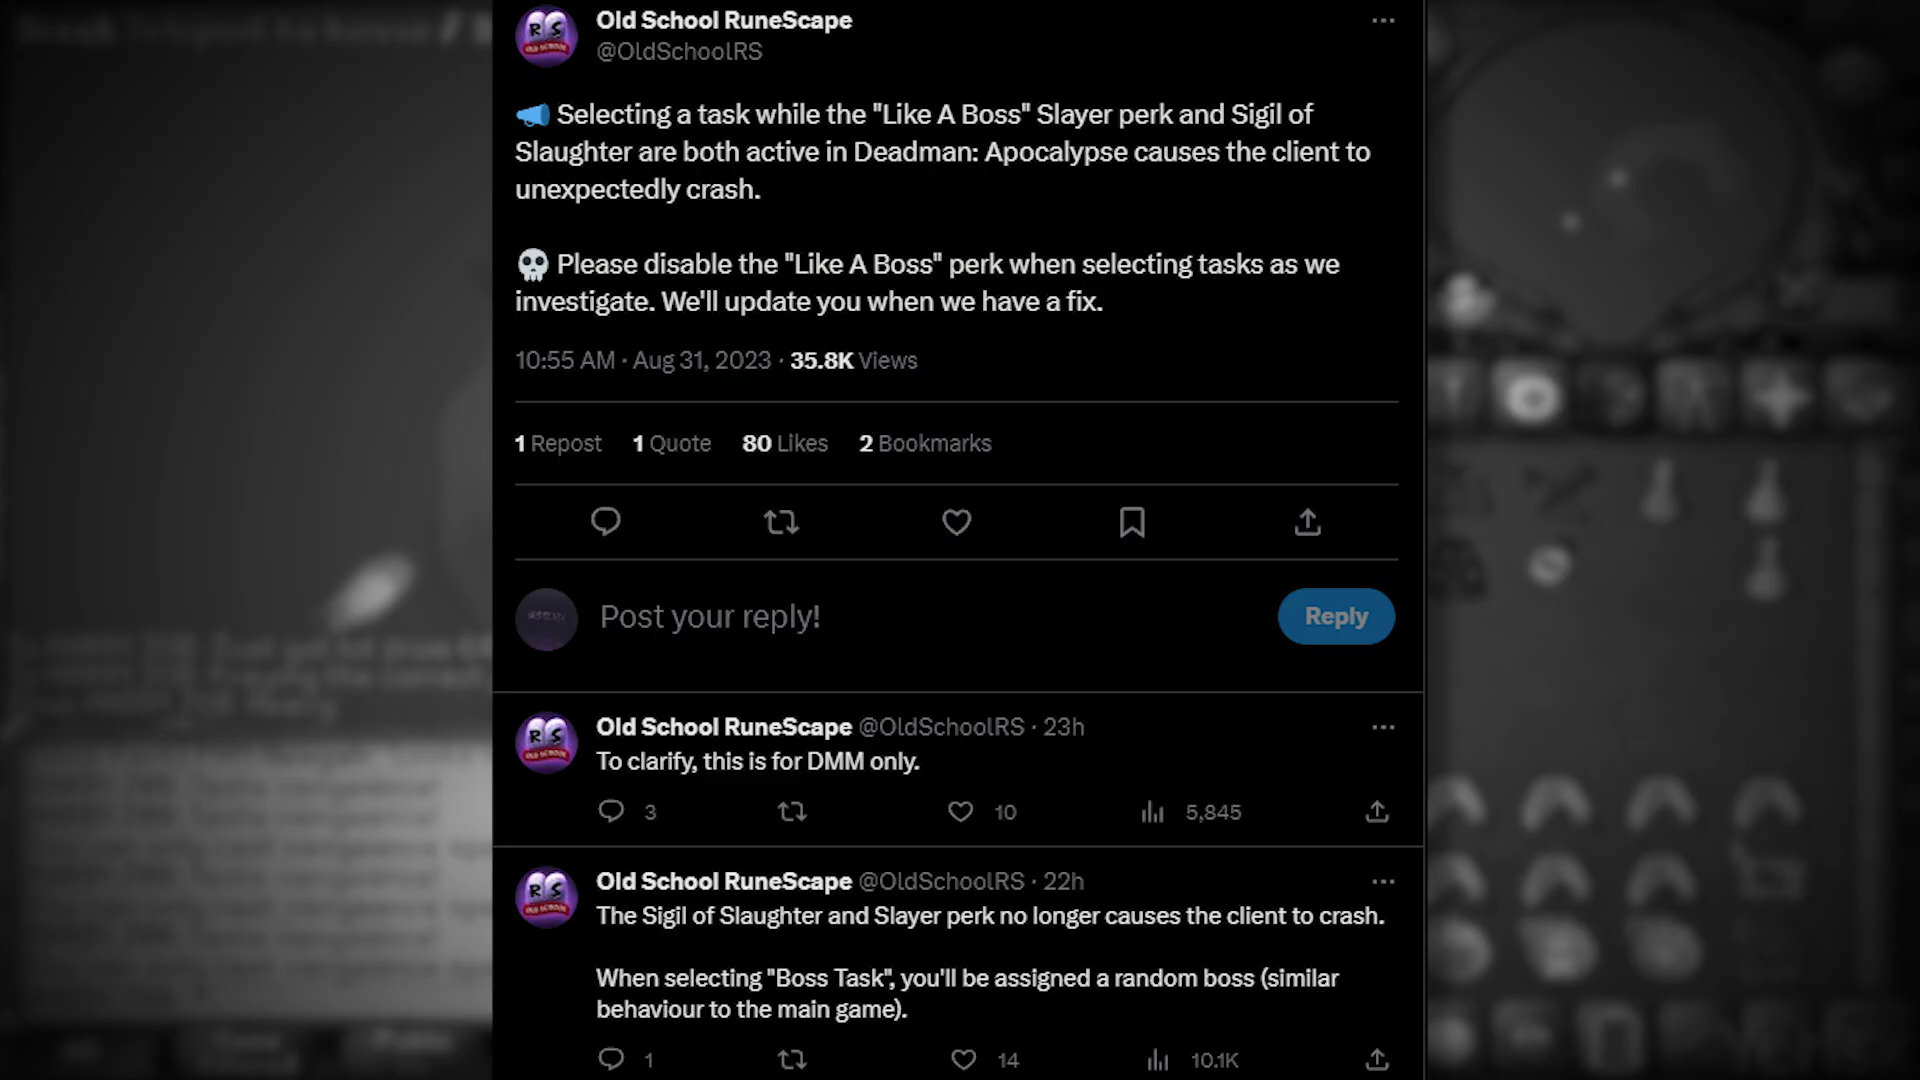 Old School RuneScape
@OldSchoolRS
Selecting a task while the "Like A Boss" Slayer perk and Sigil of
Slaughter are both active in Deadman: Apocalypse causes the client to
unexpectedly crash.
Please disable the "Like A Boss" perk when selecting tasks as we
investigate. We'll update you when we have a fix.
10:55 AM · Aug 31, 2023 · 35.8K Views
1 Repost 1 Quote 80 Likes 2 Bookmarks
Post your reply!
Reply
Old School RuneScape @OldSchoolRS · 23h
To clarify, this is for DMM only.
3 10 5,845
Old School RuneScape @OldSchoolRS · 22h
The Sigil of Slaughter and Slayer perk no longer causes the client to crash.
When selecting "Boss Task", you'll be assigned a random boss (similar
behaviour to the main game).
1 14 10.1K